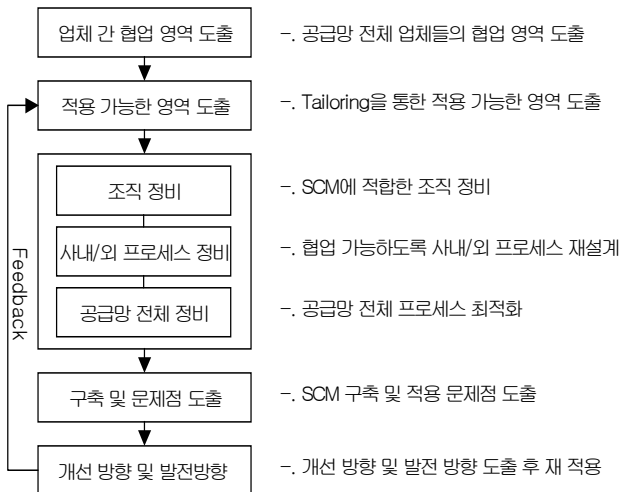 업체 간 협업 영역 도출
-. 공급망 전체 업체들의 협업 영역 도출
적용 가능한 영역 도출
-. Tailoring을 통한 적용 가능한 영역 도출
조직 정비
-. SCM에 적합한 조직 정비
사내/외 프로세스 정비
-. 협업 가능하도록 사내/외 프로세스 재설계
공급망 전체 정비
-. 공급망 전체 프로세스 최적화
Feedback
구축 및 문제점 도출
-. SCM 구축 및 적용 문제점 도출
개선 방향 및 발전방향
-. 개선 방향 및 발전 방향 도출 후 재 적용